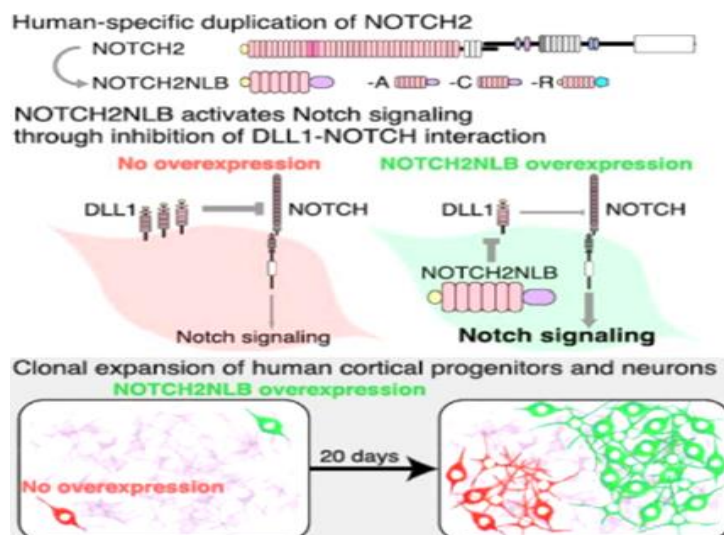 Human-specific duplication of NOTCH2
NOTCH2
NOTCH2NLB -A -C -R
NOTCH2NLB activates Notch signaling
through inhibition of DLL1-NOTCH interaction
No overexpression
DLL1 NOTCH
Notch signaling
NOTCH2NLB overexpression
DLL1 NOTCH
NOTCH2NLB
Notch signaling
Clonal expansion of human cortical progenitors and neurons
NOTCH2NLB overexpression
No overexpression
20 days